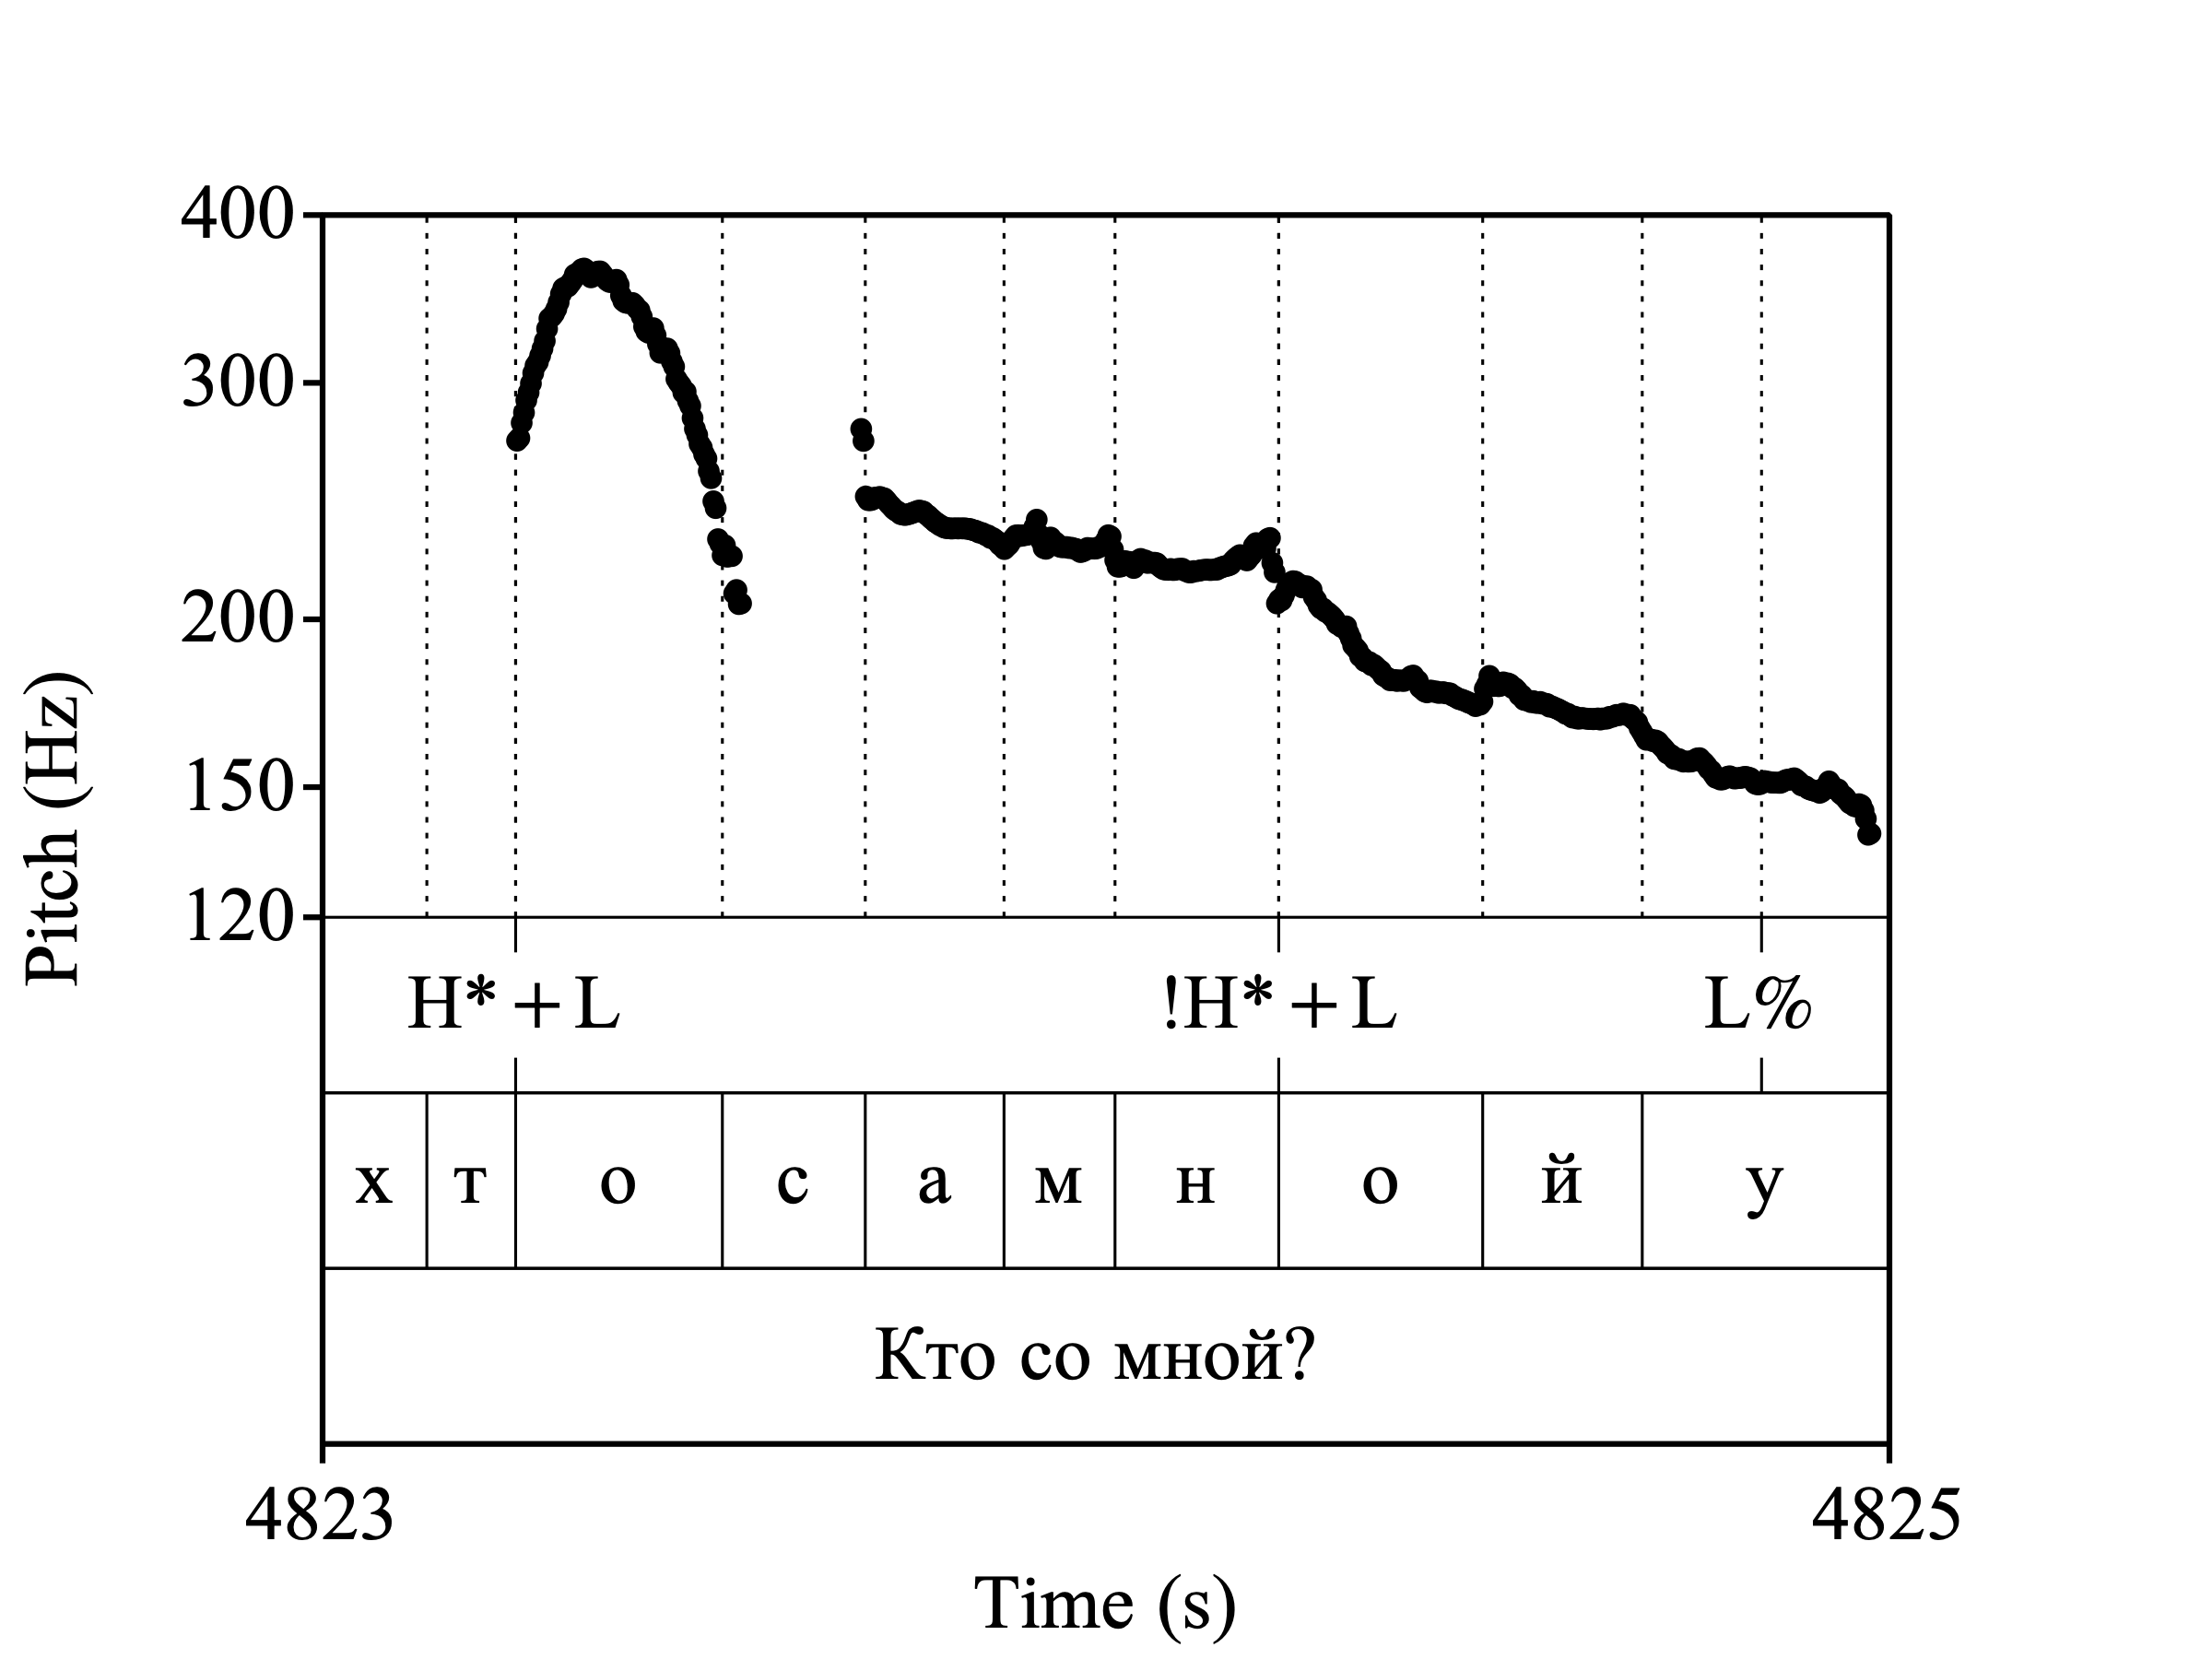 Pitch (Hz)
400
300
200
150
120
H*+L !H*+L L%
х т о с а м н о й у
Кто со мной?
4823 4825
Time (s)